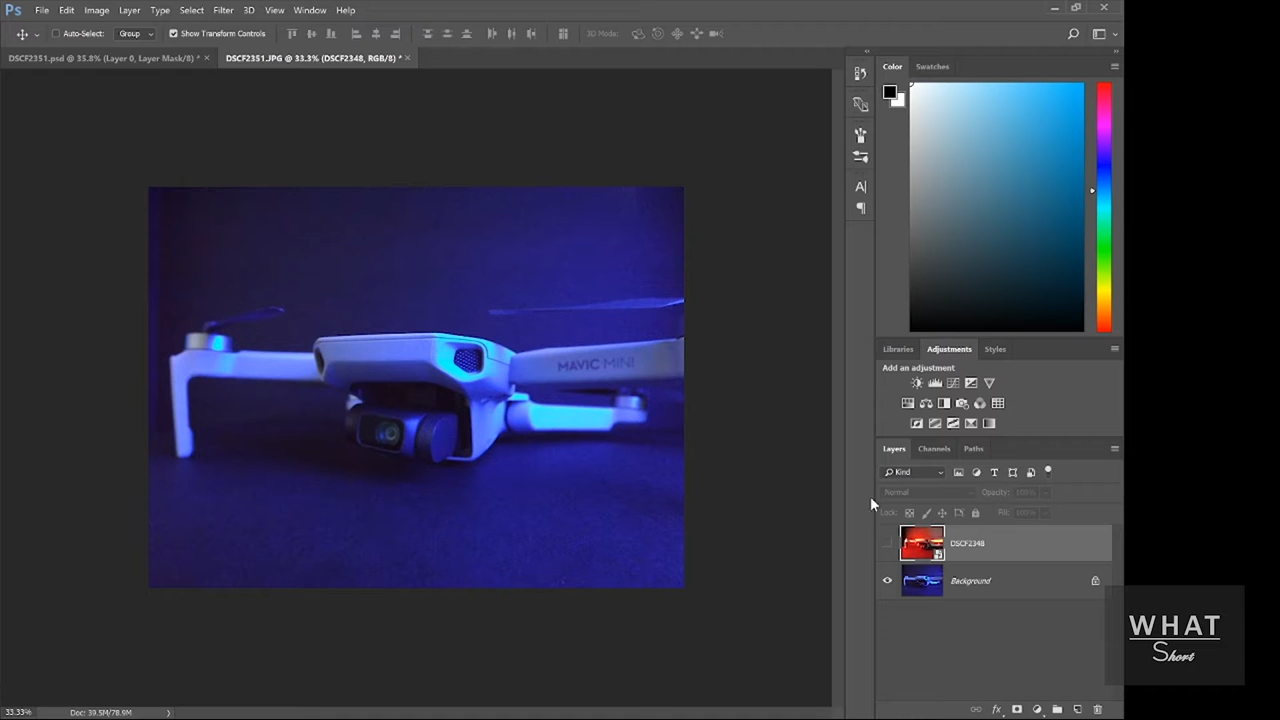 Ps File Edit Image Layer Type Select Filter 3D View Window Help
Auto-Select: Group Show Transform Controls 3D Mode:
DSCF2351.psd @ 35.8% (Layer 0, Layer Mask/8) * × DSCF2351.JPG @ 33.3% (DSCF2348, RGB/8) * ×
Color Swatches
MAVIC MINI
Libraries Adjustments Styles
Add an adjustment
Layers Channels Paths
Kind
Normal Opacity: 100%
Lock: Fill: 100%
DSCF2348
Background
WHAT
Short
33.33% Doc: 39.5M/78.9M